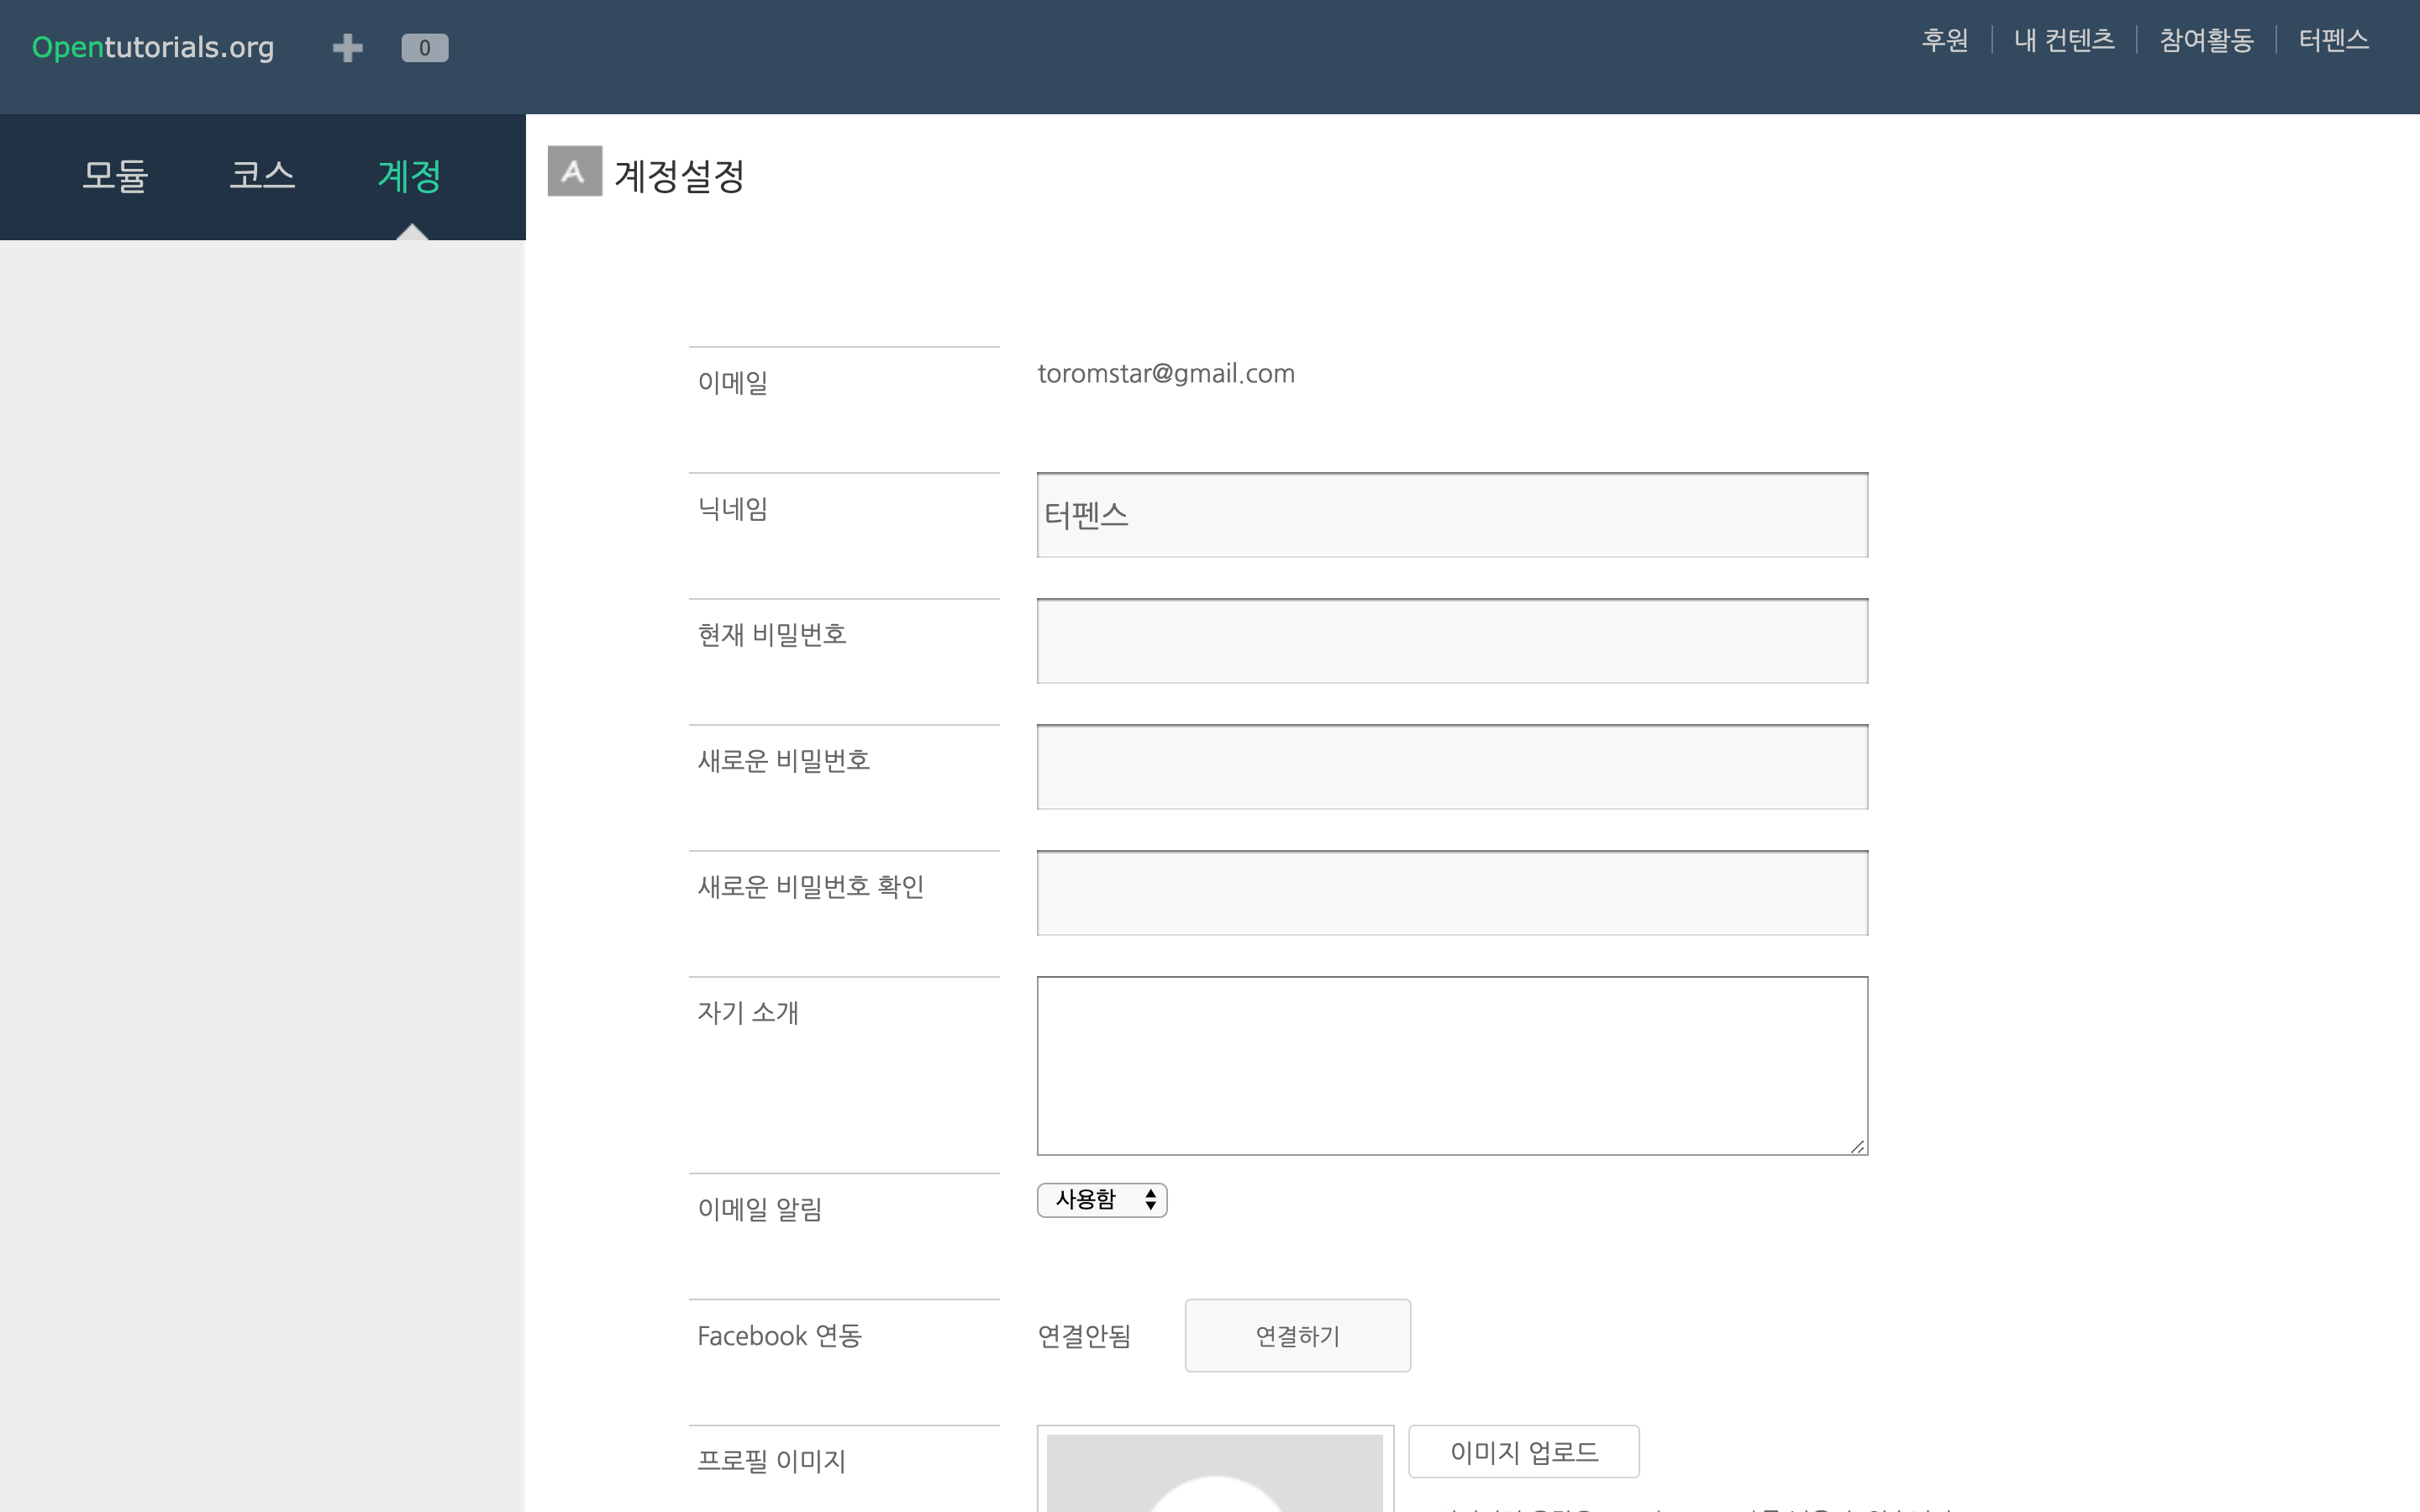 Opentutorials.org
0
후원
내 컨텐츠
참여활동
터펜스
모듈
코스
계정
A 계정설정
이메일
toromstar@gmail.com
닉네임
터펜스
현재 비밀번호
새로운 비밀번호
새로운 비밀번호 확인
자기 소개
이메일 알림
사용함
Facebook 연동
연결안됨
연결하기
프로필 이미지
이미지 업로드